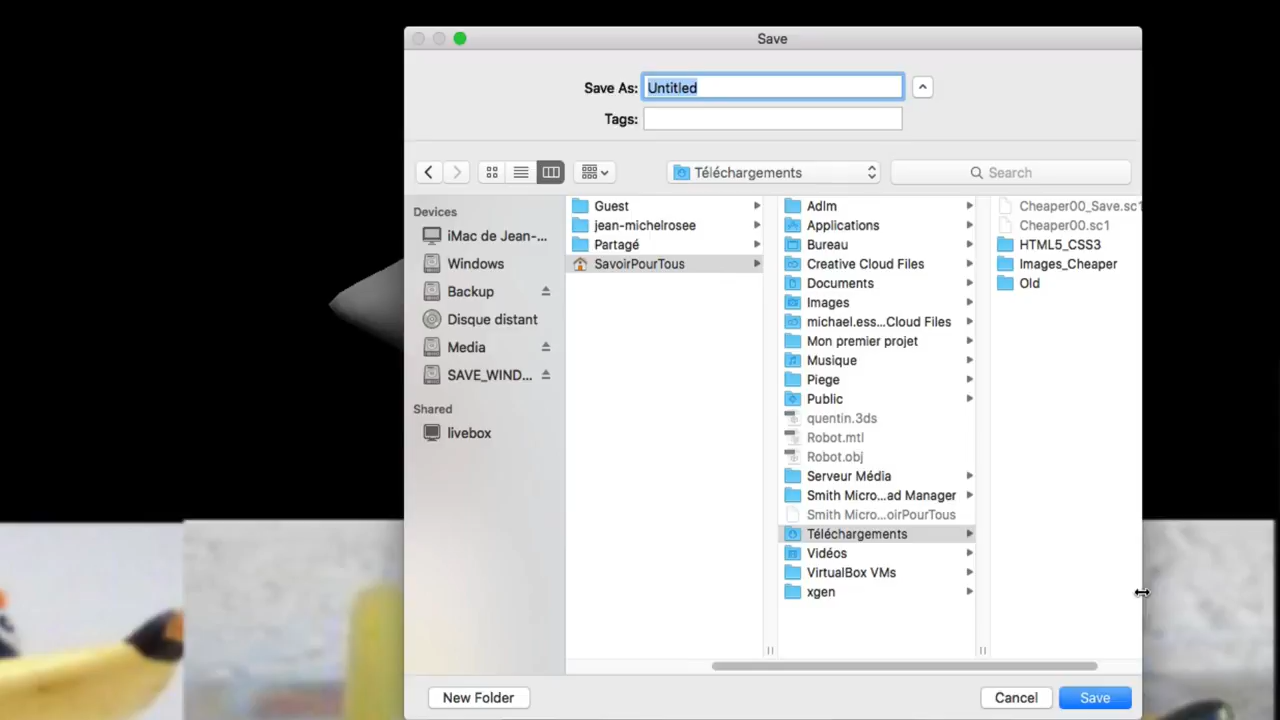 Save
Save As: Untitled
Tags:
Téléchargements
Search
Devices
iMac de Jean-...
Windows
Backup
Disque distant
Media
SAVE_WIND...
Shared
livebox
Guest
jean-michelrosee
Partagé
SavoirPourTous
Adlm
Applications
Bureau
Creative Cloud Files
Documents
Images
michael.ess...Cloud Files
Mon premier projet
Musique
Piege
Public
quentin.3ds
Robot.mtl
Robot.obj
Serveur Média
Smith Micro...ad Manager
Smith Micro...oirPourTous
Téléchargements
Vidéos
VirtualBox VMs
xgen
Cheaper00_Save.sc1
Cheaper00.sc1
HTML5_CSS3
Images_Cheaper
Old
New Folder
Cancel
Save